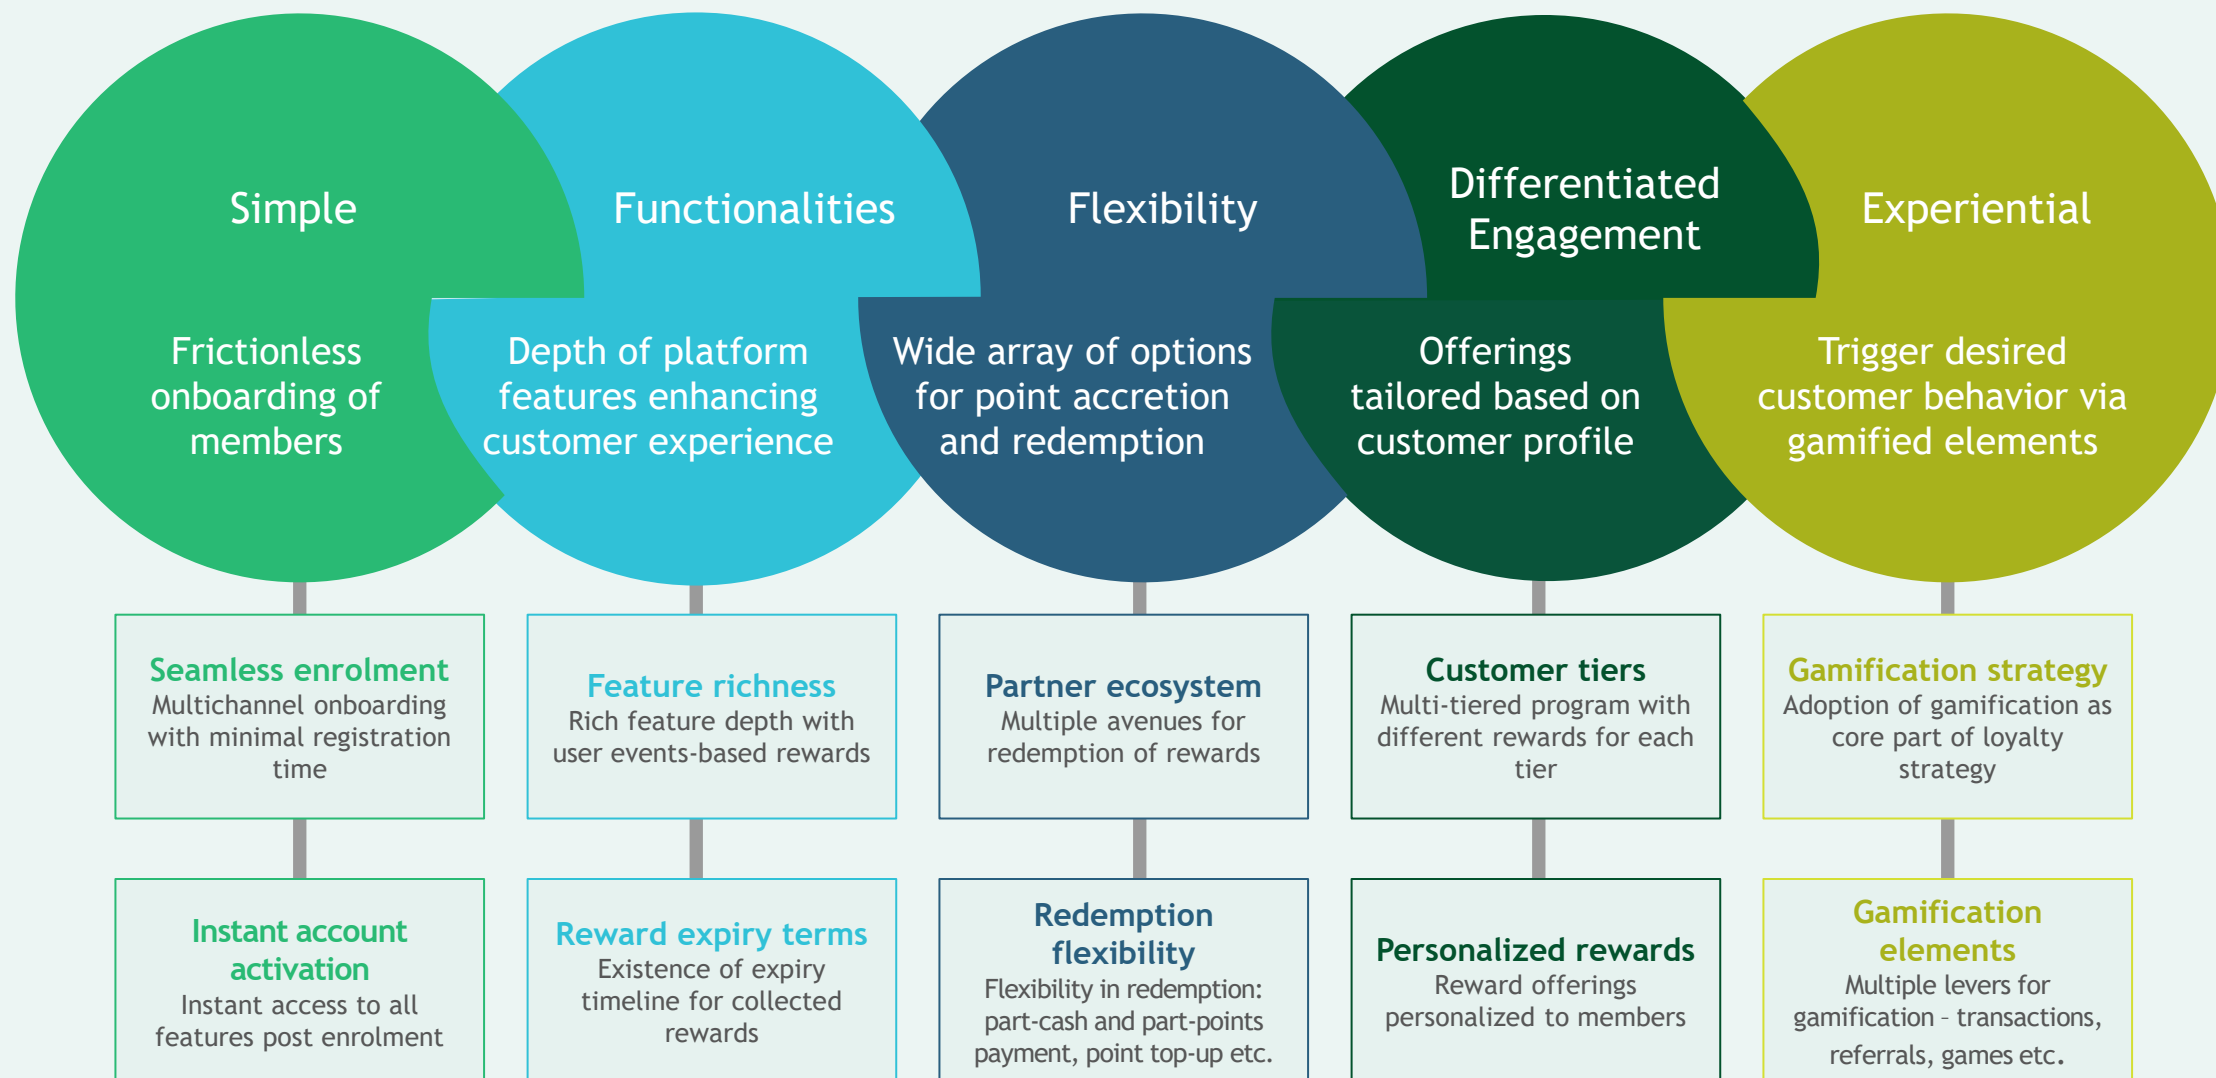 Simple
Frictionless
onboarding of
members
Functionalities
Depth of platform
features enhancing
customer experience
Flexibility
Wide array of options
for point accretion
and redemption
Differentiated
Engagement
Offerings
tailored based on
customer profile
Experiential
Trigger desired
customer behavior via
gamified elements
Seamless enrolment
Multichannel onboarding
with minimal registration
time
Feature richness
Rich feature depth with
user events-based rewards
Partner ecosystem
Multiple avenues for
redemption of rewards
Customer tiers
Multi-tiered program with
different rewards for each
tier
Gamification strategy
Adoption of gamification as
core part of loyalty
strategy
Instant account
activation
Instant access to all
features post enrolment
Reward expiry terms
Existence of expiry
timeline for collected
rewards
Redemption
flexibility
Flexibility in redemption:
part-cash and part-points
payment, point top-up etc.
Personalized rewards
Reward offerings
personalized to members
Gamification
elements
Multiple levers for
gamification – transactions,
referrals, games etc.